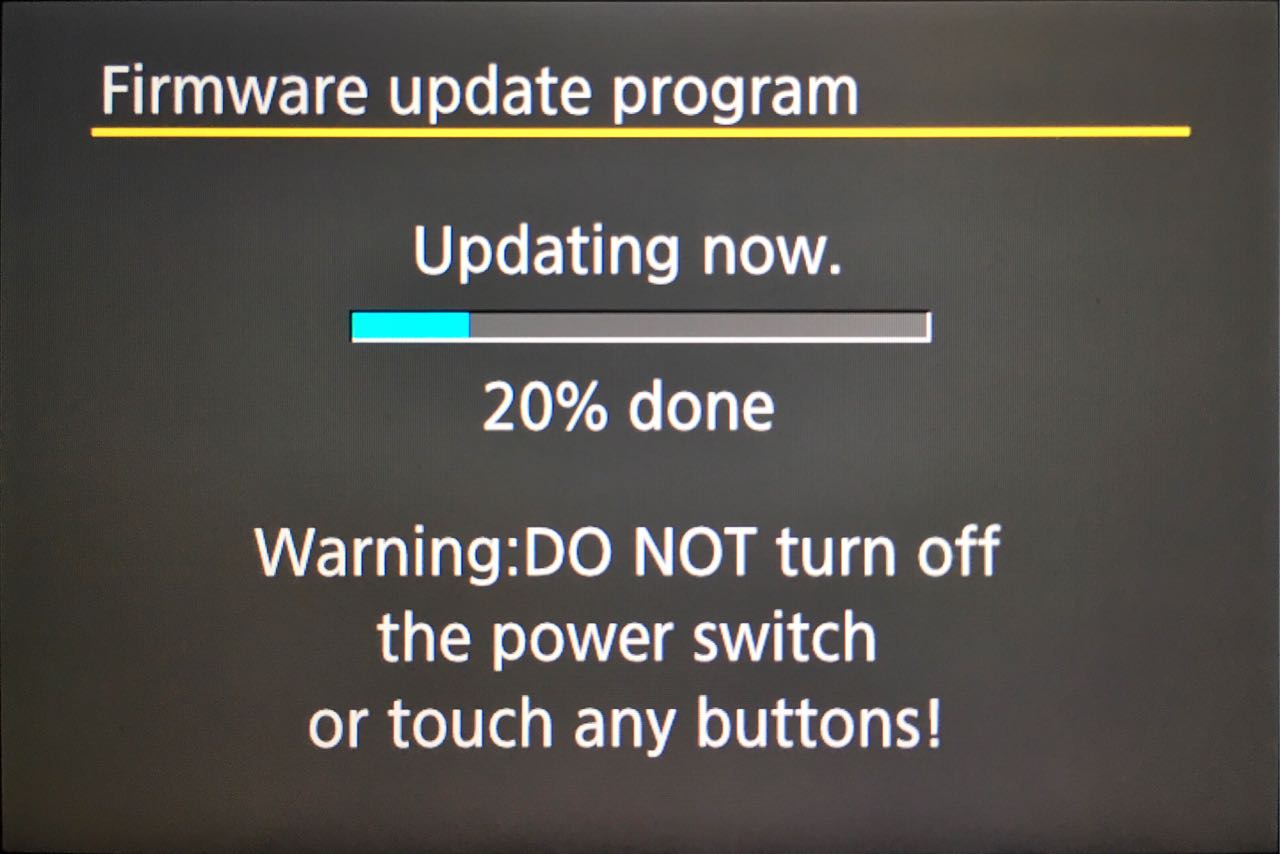 Firmware update program
Updating now.
20% done
Warning:DO NOT turn off
the power switch
or touch any buttons!